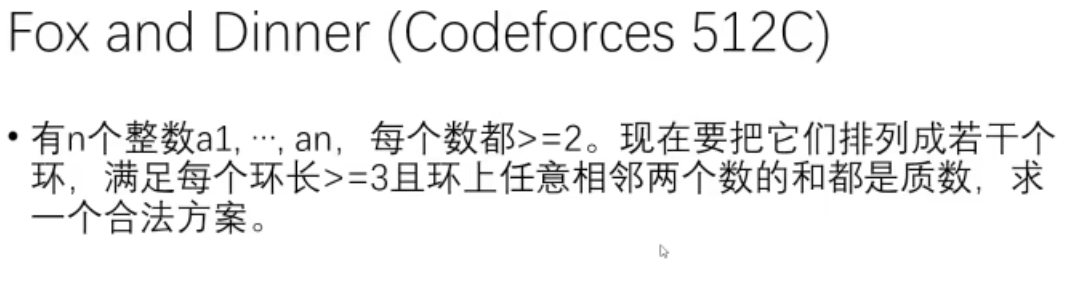 Fox and Dinner (Codeforces 512C)
• 有n个整数a1, ···, an，每个数都>=2。现在要把它们排列成若干个
环，满足每个环长>=3且环上任意相邻两个数的和都是质数，求
一个合法方案。